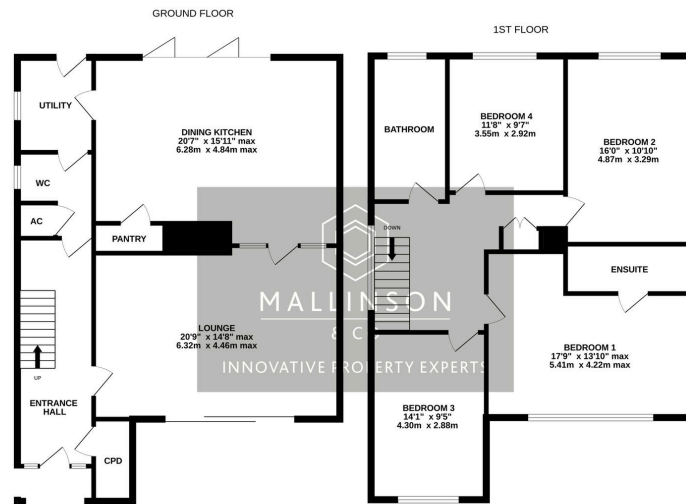 GROUND FLOOR
UTILITY
DINING KITCHEN
20'7" x 15'11" max
6.28m x 4.84m max
WC
AC
PANTRY
LOUNGE
20'9" x 14'8" max
6.32m x 4.46m max
UP
ENTRANCE
HALL
CPD
1ST FLOOR
BATHROOM
BEDROOM 4
11'8" x 9'7"
3.55m x 2.92m
BEDROOM 2
16'0" x 10'10"
4.87m x 3.29m
DOWN
ENSUITE
BEDROOM 1
17'9" x 13'10" max
5.41m x 4.22m max
BEDROOM 3
14'1" x 9'5"
4.30m x 2.88m
MALLINSON
& CO
INNOVATIVE PROPERTY EXPERTS